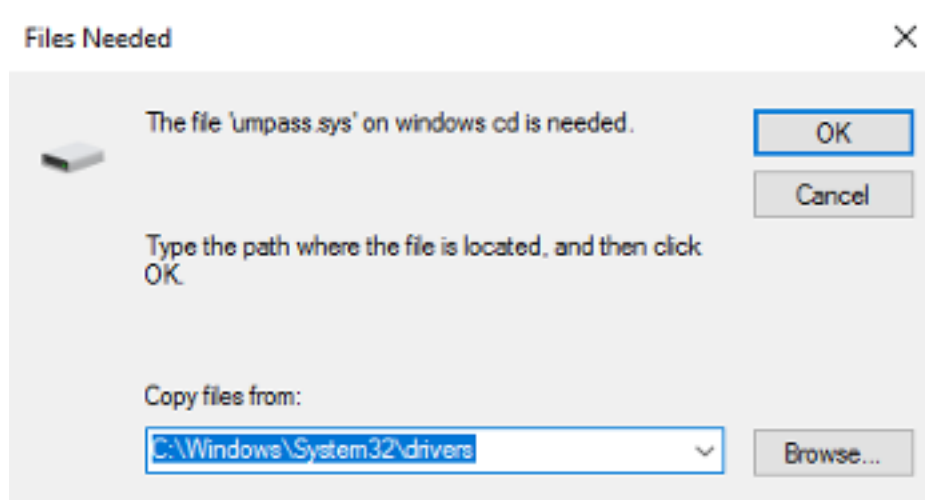 Files Needed
The file 'umpass.sys' on windows cd is needed.
OK
Cancel
Type the path where the file is located, and then click
OK.
Copy files from:
C:\Windows\System32\drivers
Browse...